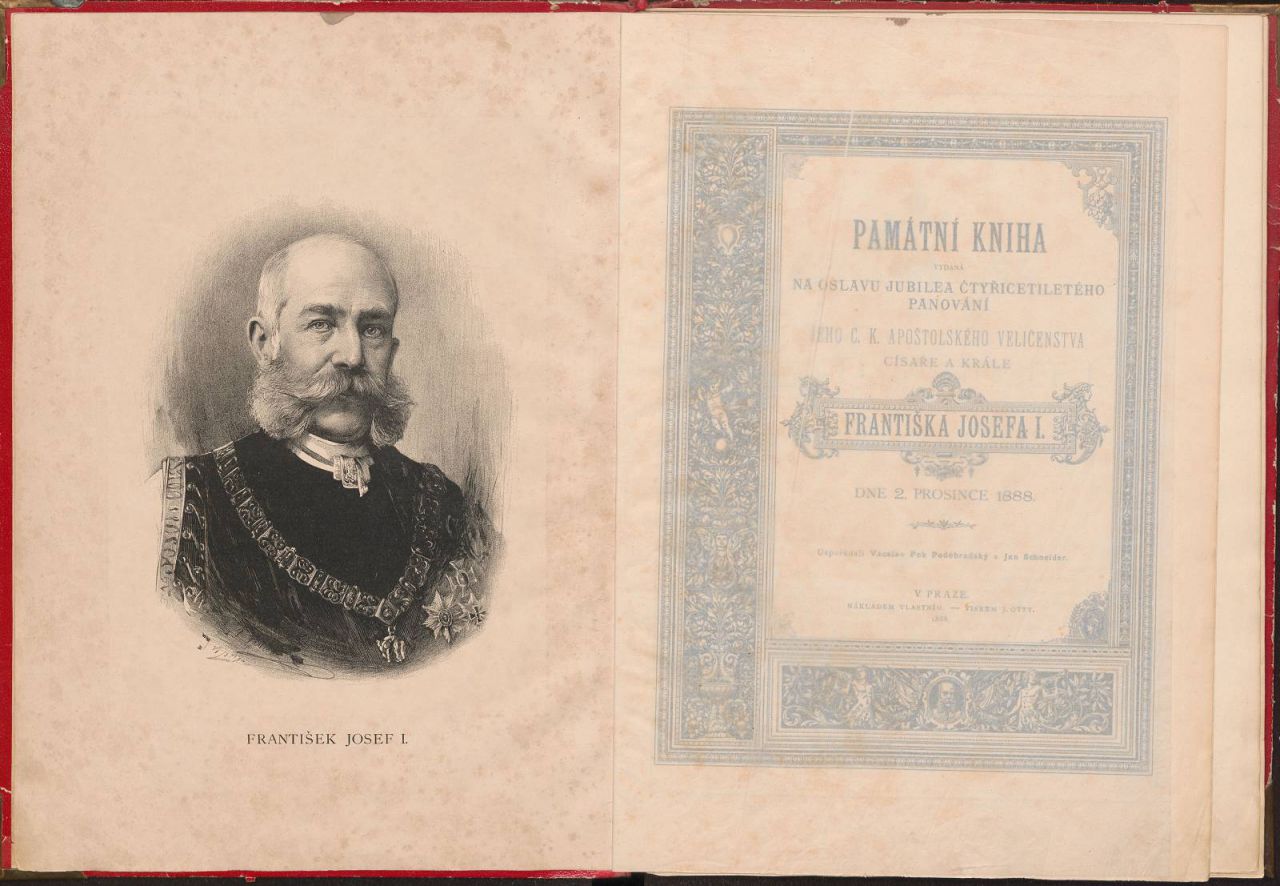 FRANTIŠEK JOSEF I.
PAMÁTNÍ KNIHA
VYDANÁ
NA OSLAVU JUBILEA ČTYŘICETILETÉHO
PANOVÁNÍ
JEHO C. K. APOŠTOLSKÉHO VELIČENSTVA
CÍSAŘE A KRÁLE
FRANTIŠKA JOSEFA I.
DNE 2. PROSINCE 1888.
Uspořádali Václav Pok Poděbradský a Jan Schneider.
V PRAZE.
NÁKLADEM VLASTNÍM. — TISKEM J. OTTY.
1888.